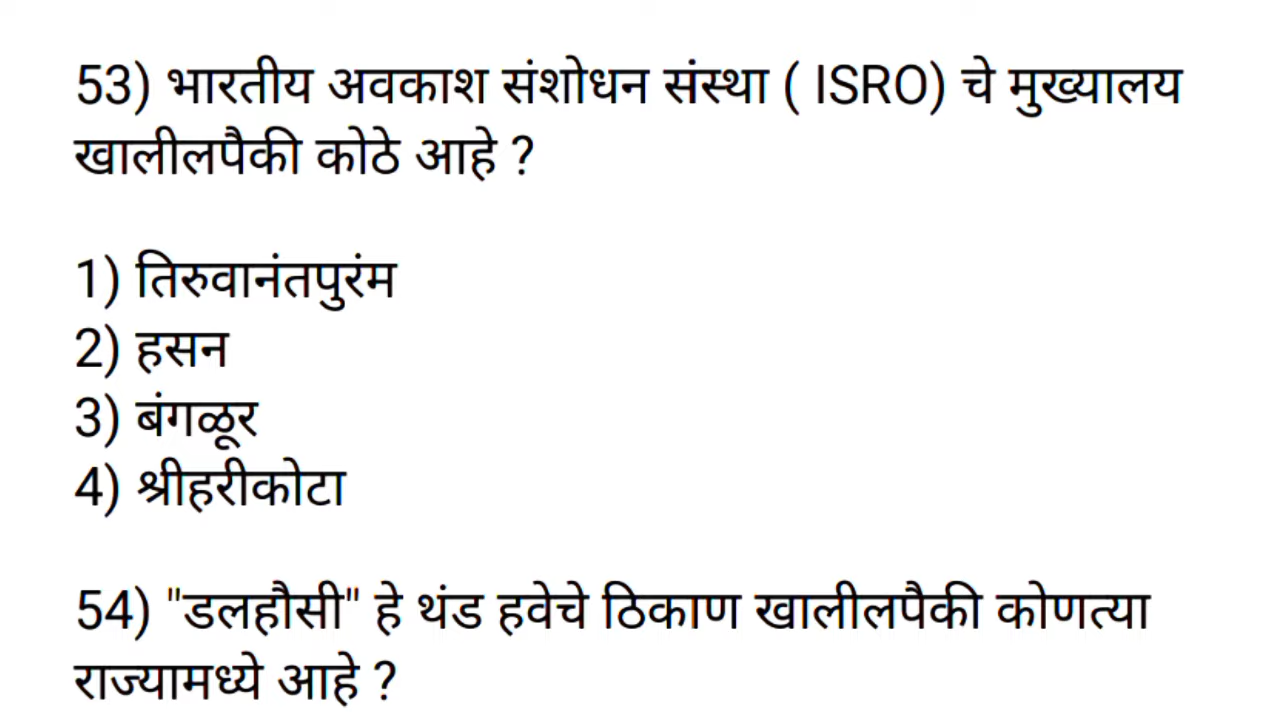 53) भारतीय अवकाश संशोधन संस्था ( ISRO) चे मुख्यालय
खालीलपैकी कोठे आहे ?
1) तिरुवानंतपुरंम
2) हसन
3) बंगळूर
4) श्रीहरीकोटा
54) "डलहौसी" हे थंड हवेचे ठिकाण खालीलपैकी कोणत्या
राज्यामध्ये आहे ?